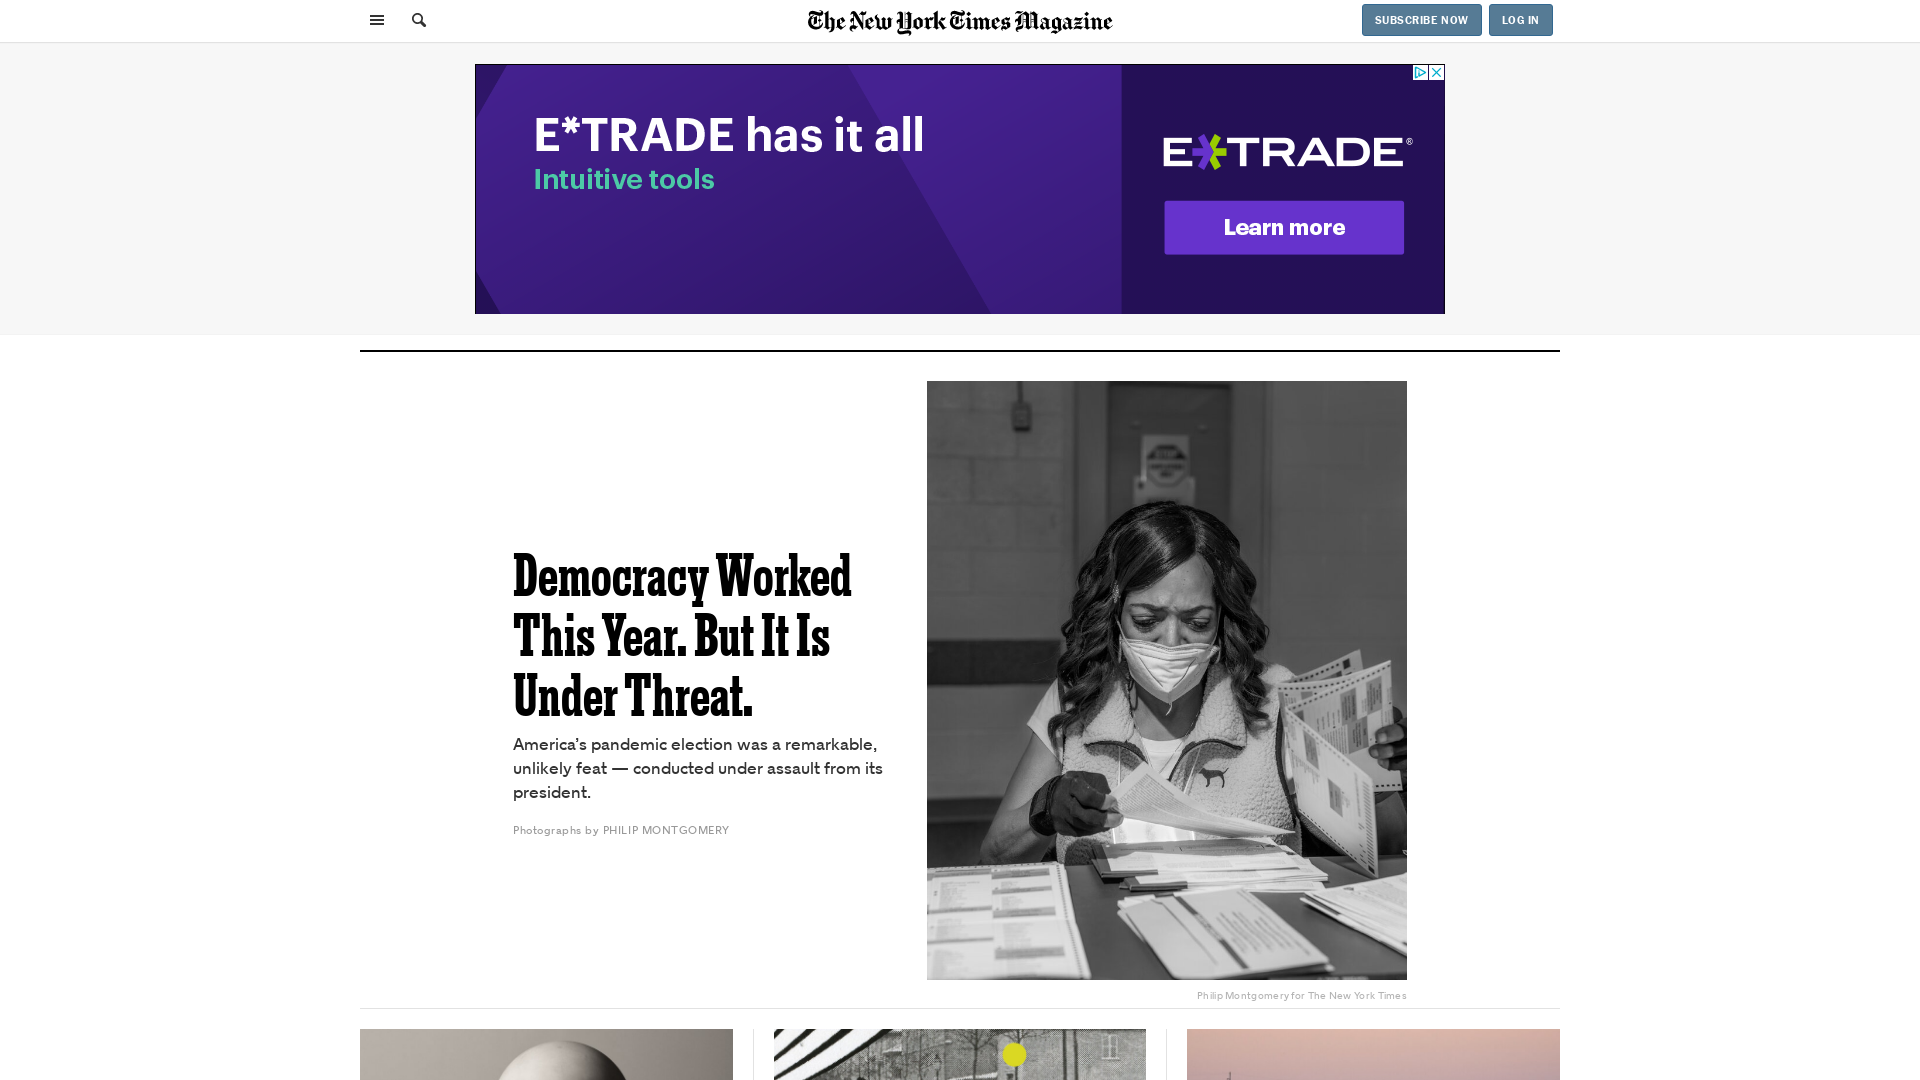 The New York Times Magazine
SUBSCRIBE NOW
LOG IN
E*TRADE has it all
Intuitive tools
E*TRADE®
Learn more
Democracy Worked
This Year. But It Is
Under Threat.
America’s pandemic election was a remarkable,
unlikely feat — conducted under assault from its
president.
Photographs by PHILIP MONTGOMERY
Philip Montgomery for The New York Times